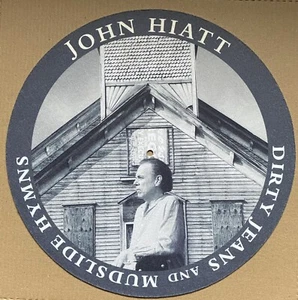 JOHN HIATT
DIRTY JEANS AND MUDSLIDE HYMNS